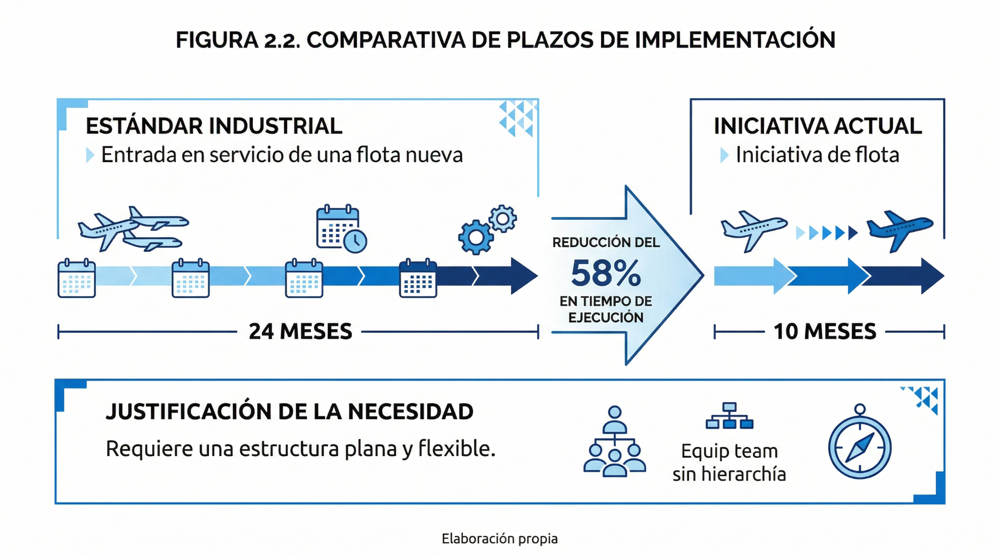 FIGURA 2.2. COMPARATIVA DE PLAZOS DE IMPLEMENTACIÓN
ESTÁNDAR INDUSTRIAL
Entrada en servicio de una flota nueva
24 MESES
REDUCCIÓN DEL
58%
EN TIEMPO DE
EJECUCIÓN
INICIATIVA ACTUAL
Iniciativa de flota
10 MESES
JUSTIFICACIÓN DE LA NECESIDAD
Requiere una estructura plana y flexible.
Equip team
sin hierarchía
Elaboración propia